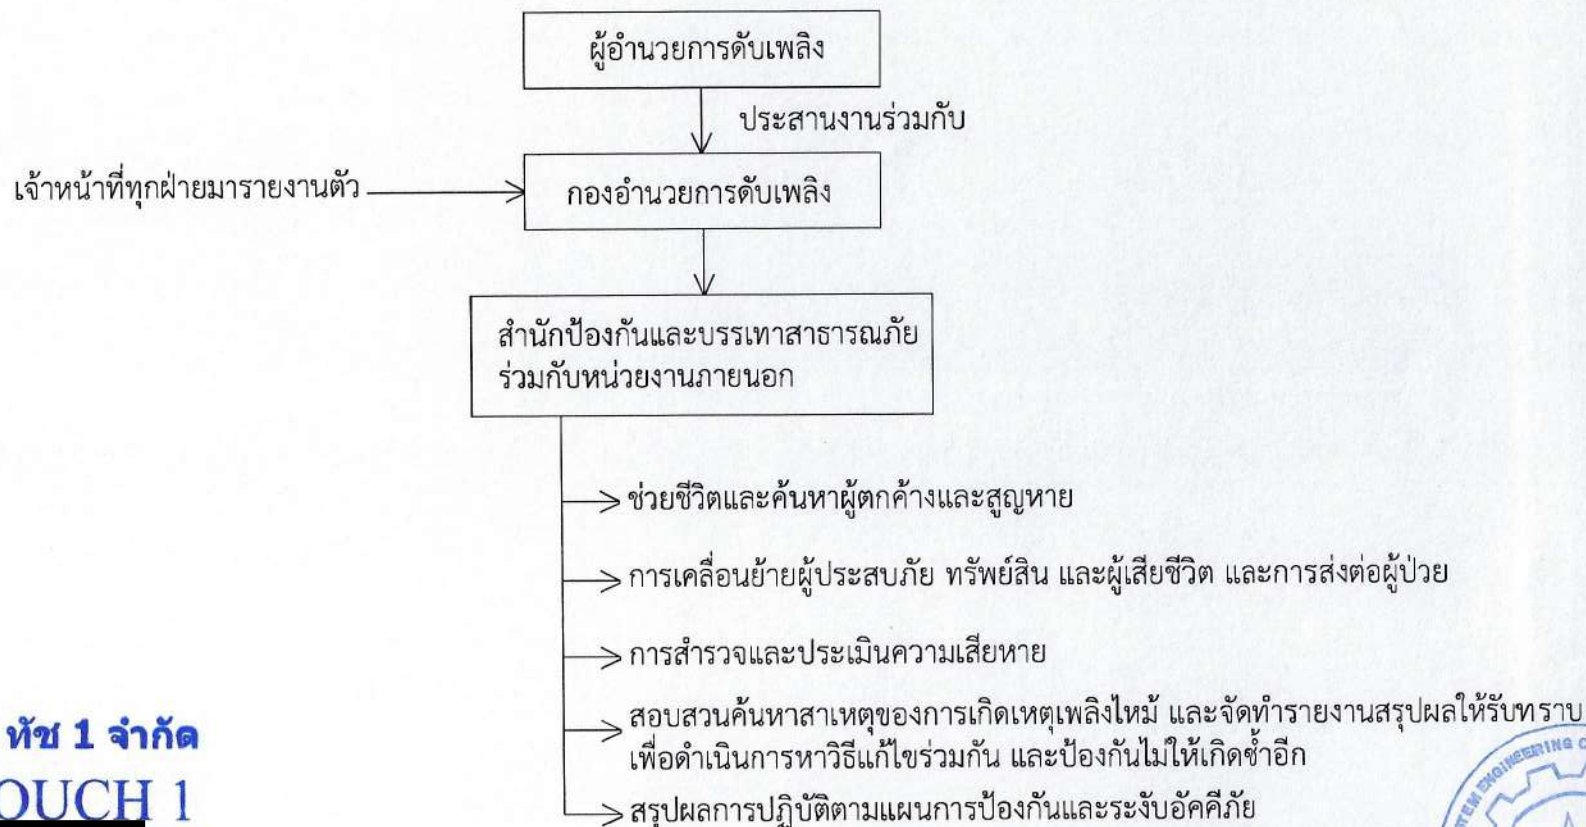 ผู้อำนวยการดับเพลิง
ประสานงานร่วมกับ
เจ้าหน้าที่ทุกฝ่ายมารายงานตัว
กองอำนวยการดับเพลิง
สำนักป้องกันและบรรเทาสาธารณภัย
ร่วมกับหน่วยงานภายนอก
ช่วยชีวิตและค้นหาผู้ตกค้างและสูญหาย
การเคลื่อนย้ายผู้ประสบภัย ทรัพย์สิน และผู้เสียชีวิต และการส่งต่อผู้ป่วย
การสำรวจและประเมินความเสียหาย
สอบสวนค้นหาสาเหตุของการเกิดเหตุเพลิงไหม้ และจัดทำรายงานสรุปผลให้รับทราบ
เพื่อดำเนินการหาวิธีแก้ไขร่วมกัน และป้องกันไม่ให้เกิดซ้ำอีก
สรุปผลการปฏิบัติตามแผนการป้องกันและระงับอัคคีภัย
ทัช 1 จำกัด
OUCH 1
TEM ENGINEERING C